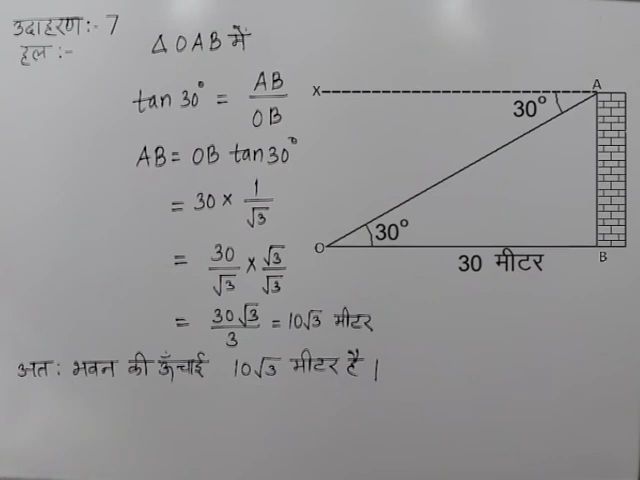 उदाहरण:- 7
हल:-
△OAB में
tan 30° = AB / OB
AB = OB tan 30°
= 30 × 1/√3
= 30/√3 × √3/√3
= 30√3/3 = 10√3 मीटर
अत: भवन की ऊँचाई 10√3 मीटर है।
X
A
30°
O
30°
B
30 मीटर